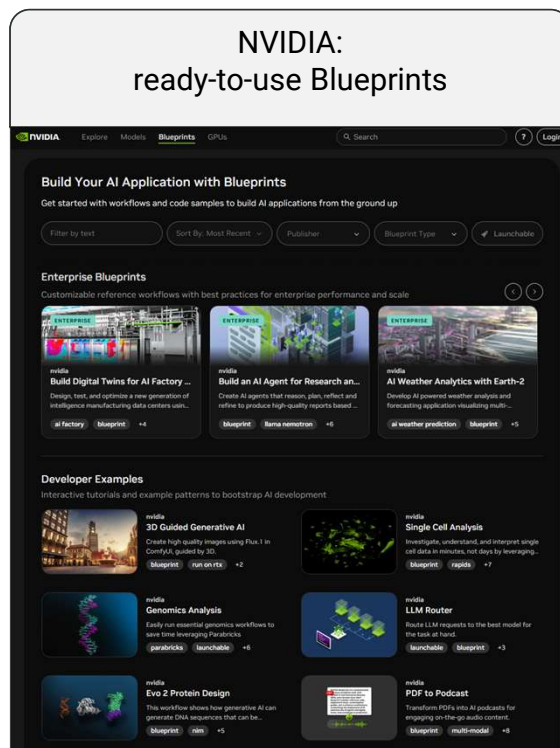 NVIDIA:
ready-to-use Blueprints
NVIDIA Explore Models Blueprints GPUs Search ? Login
Build Your AI Application with Blueprints
Get started with workflows and code samples to build AI applications from the ground up
Filter by text Sort By: Most Recent Publisher Blueprint Type Launchable
Enterprise Blueprints
Customizable reference workflows with best practices for enterprise performance and scale
ENTERPRISE
nvidia
Build Digital Twins for AI Factory ...
Design, test, and optimize a new generation of
intelligence manufacturing data centers usin...
ai factory blueprint +4
ENTERPRISE
nvidia
Build an AI Agent for Research an...
Create AI agents that reason, plan, reflect and
refine to produce high-quality reports based ...
blueprint llama nemotron +6
ENTERPRISE
nvidia
AI Weather Analytics with Earth-2
Develop AI powered weather analysis and
forecasting application visualizing multi-...
ai weather prediction blueprint +5
Developer Examples
Interactive tutorials and example patterns to bootstrap AI development
nvidia
3D Guided Generative AI
Create high quality images using Flux.1 in
ComfyUI, guided by 3D.
blueprint run on rtx +2
nvidia
Single Cell Analysis
Investigate, understand, and interpret single
cell data in minutes, not days by leveraging...
blueprint rapids +7
nvidia
Genomics Analysis
Easily run essential genomics workflows to
save time leveraging Parabricks
parabricks launchable +6
nvidia
LLM Router
Route LLM requests to the best model for
the task at hand.
launchable blueprint +3
nvidia
Evo 2 Protein Design
This workflow shows how generative AI can
generate DNA sequences that can be...
blueprint nim +5
nvidia
PDF to Podcast
Transform PDFs into AI podcasts for
engaging on-the-go audio content.
blueprint multi-modal +8